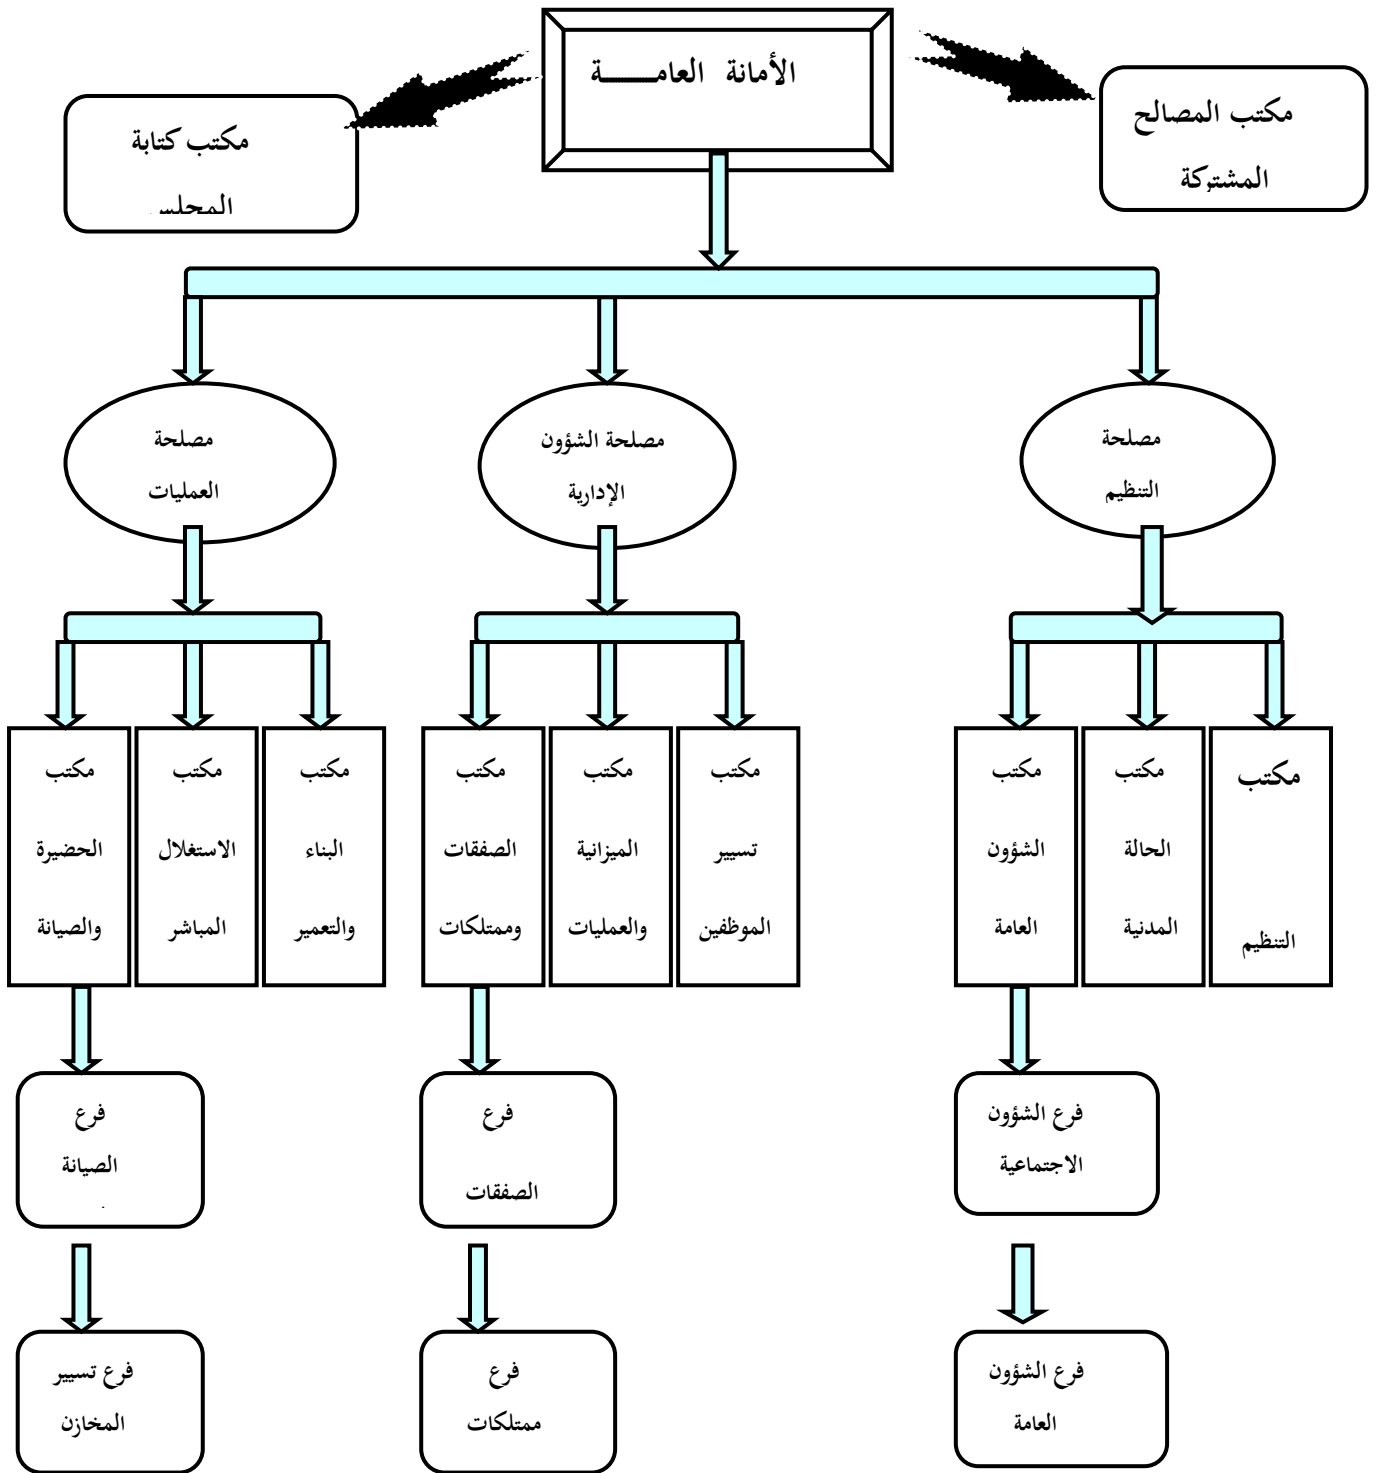 الأمانة العامـــــــة
مكتب المصالح
المشتركة
مكتب كتابة
المجلس
مصلحة
التنظيم
مصلحة الشؤون
الإدارية
مصلحة
العمليات
مكتب
التنظيم
مكتب
الحالة
المدنية
مكتب
الشؤون
العامة
مكتب
تسيير
الموظفين
مكتب
الميزانية
والعمليات
مكتب
الصفقات
وممتلكات
مكتب
البناء
والتعمير
مكتب
الاستغلال
المباشر
مكتب
الحضيرة
والصيانة
فرع الشؤون
الاجتماعية
فرع
الصفقات
فرع
الصيانة
فرع الشؤون
العامة
فرع
ممتلكات
فرع تسيير
المخازن